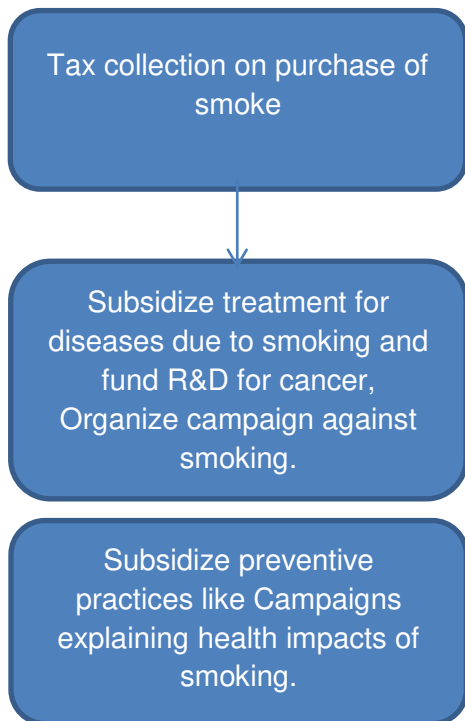 Tax collection on purchase of
smoke
Subsidize treatment for
diseases due to smoking and
fund R&D for cancer,
Organize campaign against
smoking.
Subsidize preventive
practices like Campaigns
explaining health impacts of
smoking.